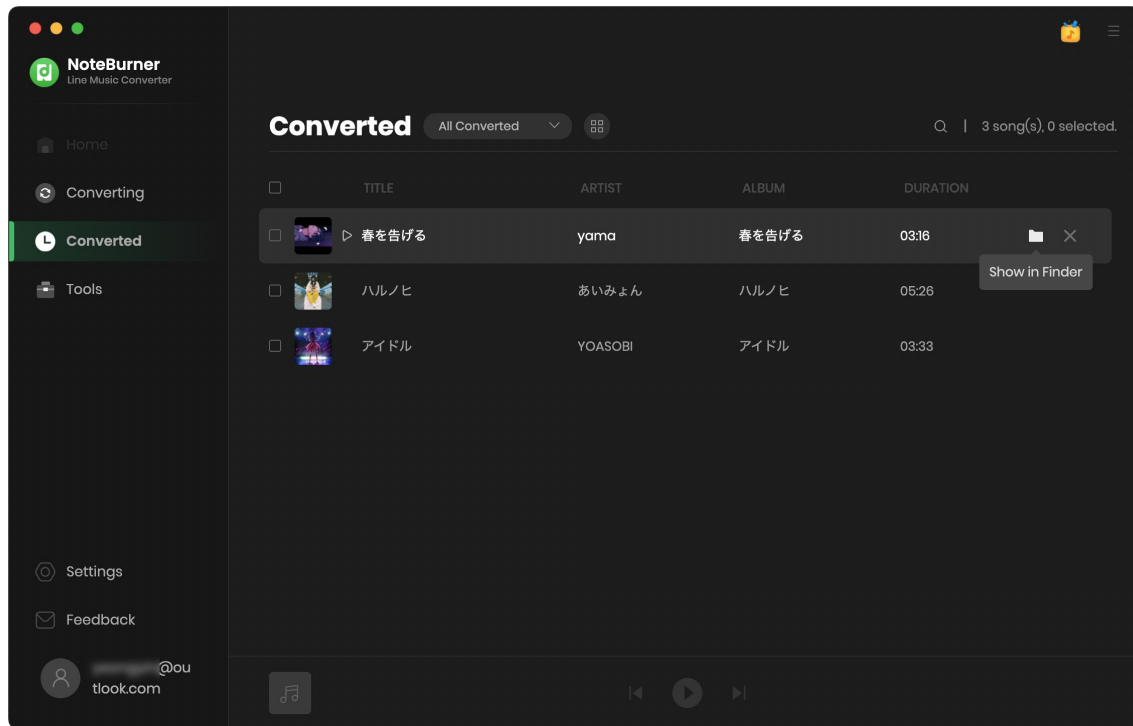 NoteBurner
Line Music Converter
Home
Converting
Converted
Tools
Settings
Feedback
@ou
tlook.com
Converted
All Converted
3 song(s), 0 selected.
TITLE ARTIST ALBUM DURATION
春を告げる yama 春を告げる 03:16
Show in Finder
ハルノヒ あいみょん ハルノヒ 05:26
アイドル YOASOBI アイドル 03:33